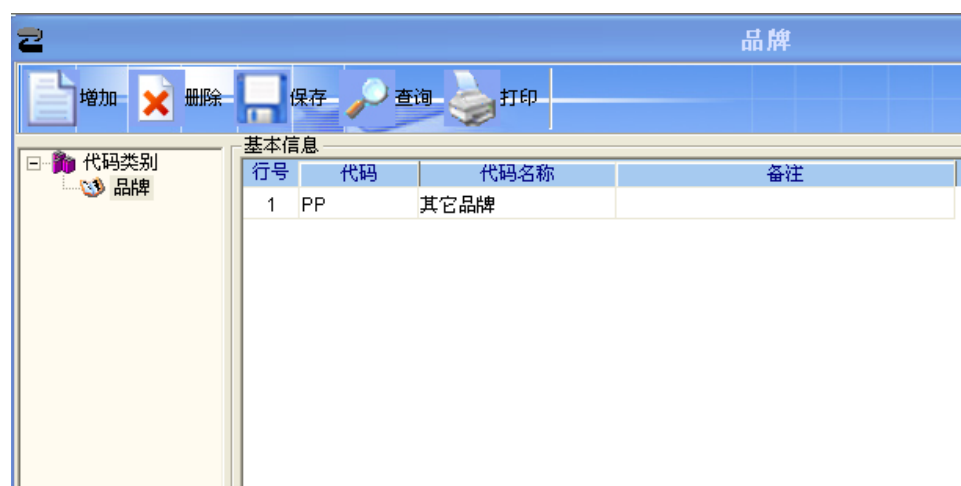 品牌
增加 删除 保存 查询 打印
代码类别
品牌
基本信息
行号 代码 代码名称 备注
1 PP 其它品牌